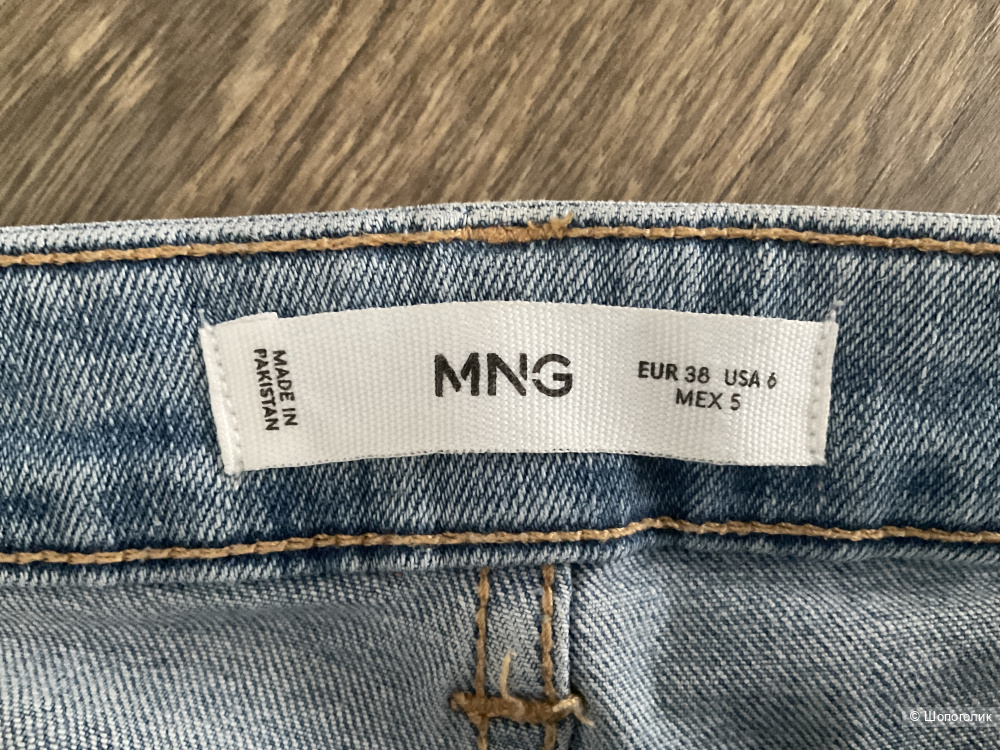 MADE IN
PAKISTAN
MNG
EUR 38 USA 6
MEX 5
© Шопоголик